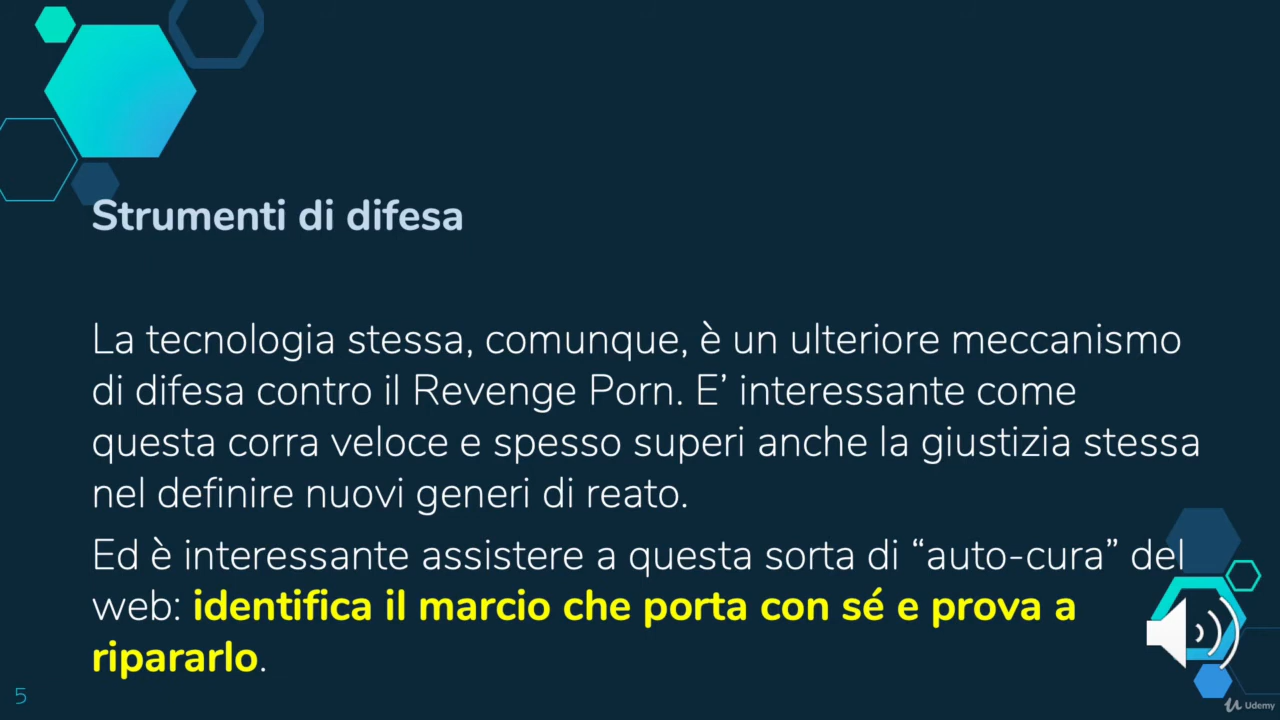 Strumenti di difesa
La tecnologia stessa, comunque, è un ulteriore meccanismo
di difesa contro il Revenge Porn. E’ interessante come
questa corra veloce e spesso superi anche la giustizia stessa
nel definire nuovi generi di reato.
Ed è interessante assistere a questa sorta di “auto-cura” del
web: identifica il marcio che porta con sé e prova a
ripararlo.
5
Udemy